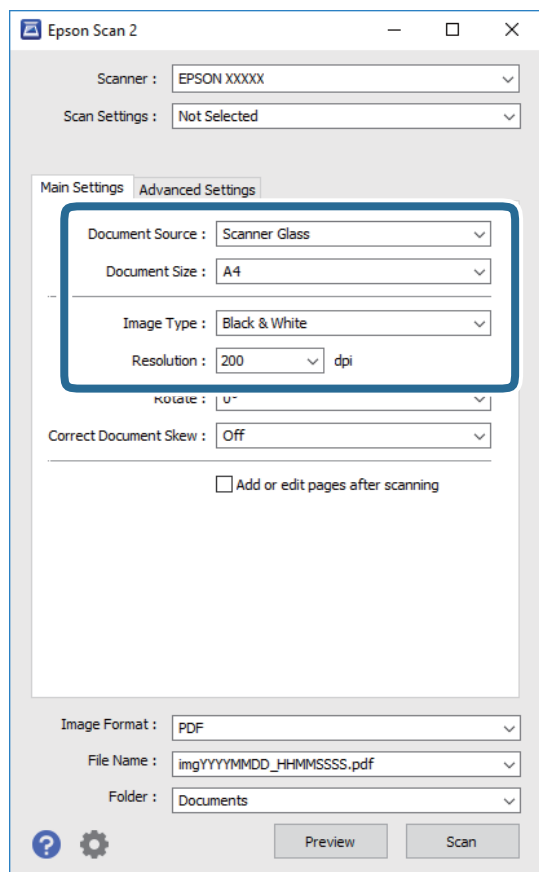 Epson Scan 2
Scanner : EPSON XXXXX
Scan Settings : Not Selected
Main Settings Advanced Settings
Document Source : Scanner Glass
Document Size : A4
Image Type : Black & White
Resolution : 200 dpi
Rotate : 0°
Correct Document Skew : Off
Add or edit pages after scanning
Image Format : PDF
File Name : imgYYYYMMDD_HHMMSSSS.pdf
Folder : Documents
? Preview Scan